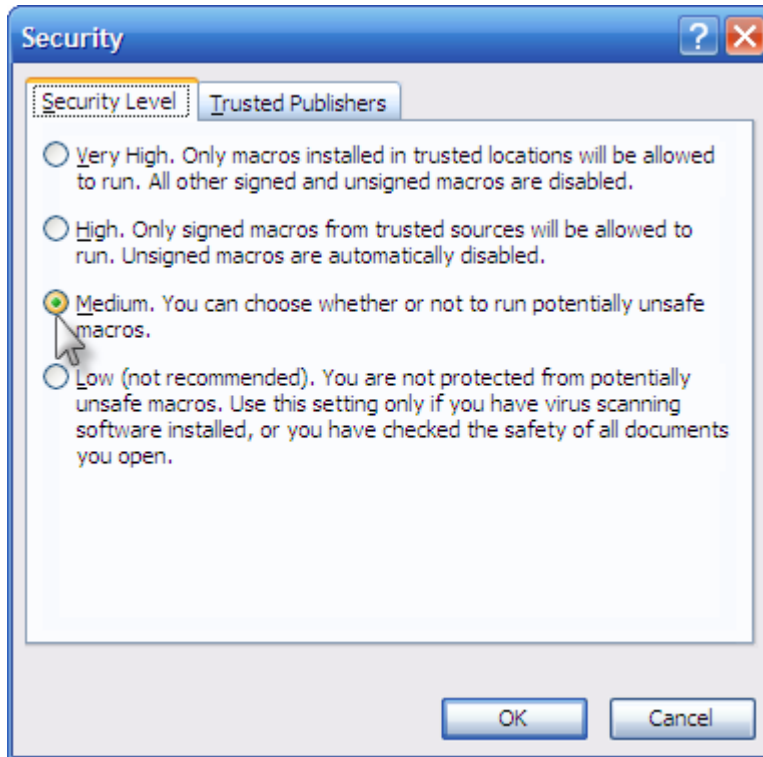 Security
Security Level
Trusted Publishers
Very High. Only macros installed in trusted locations will be allowed
to run. All other signed and unsigned macros are disabled.
High. Only signed macros from trusted sources will be allowed to
run. Unsigned macros are automatically disabled.
Medium. You can choose whether or not to run potentially unsafe
macros.
Low (not recommended). You are not protected from potentially
unsafe macros. Use this setting only if you have virus scanning
software installed, or you have checked the safety of all documents
you open.
OK
Cancel